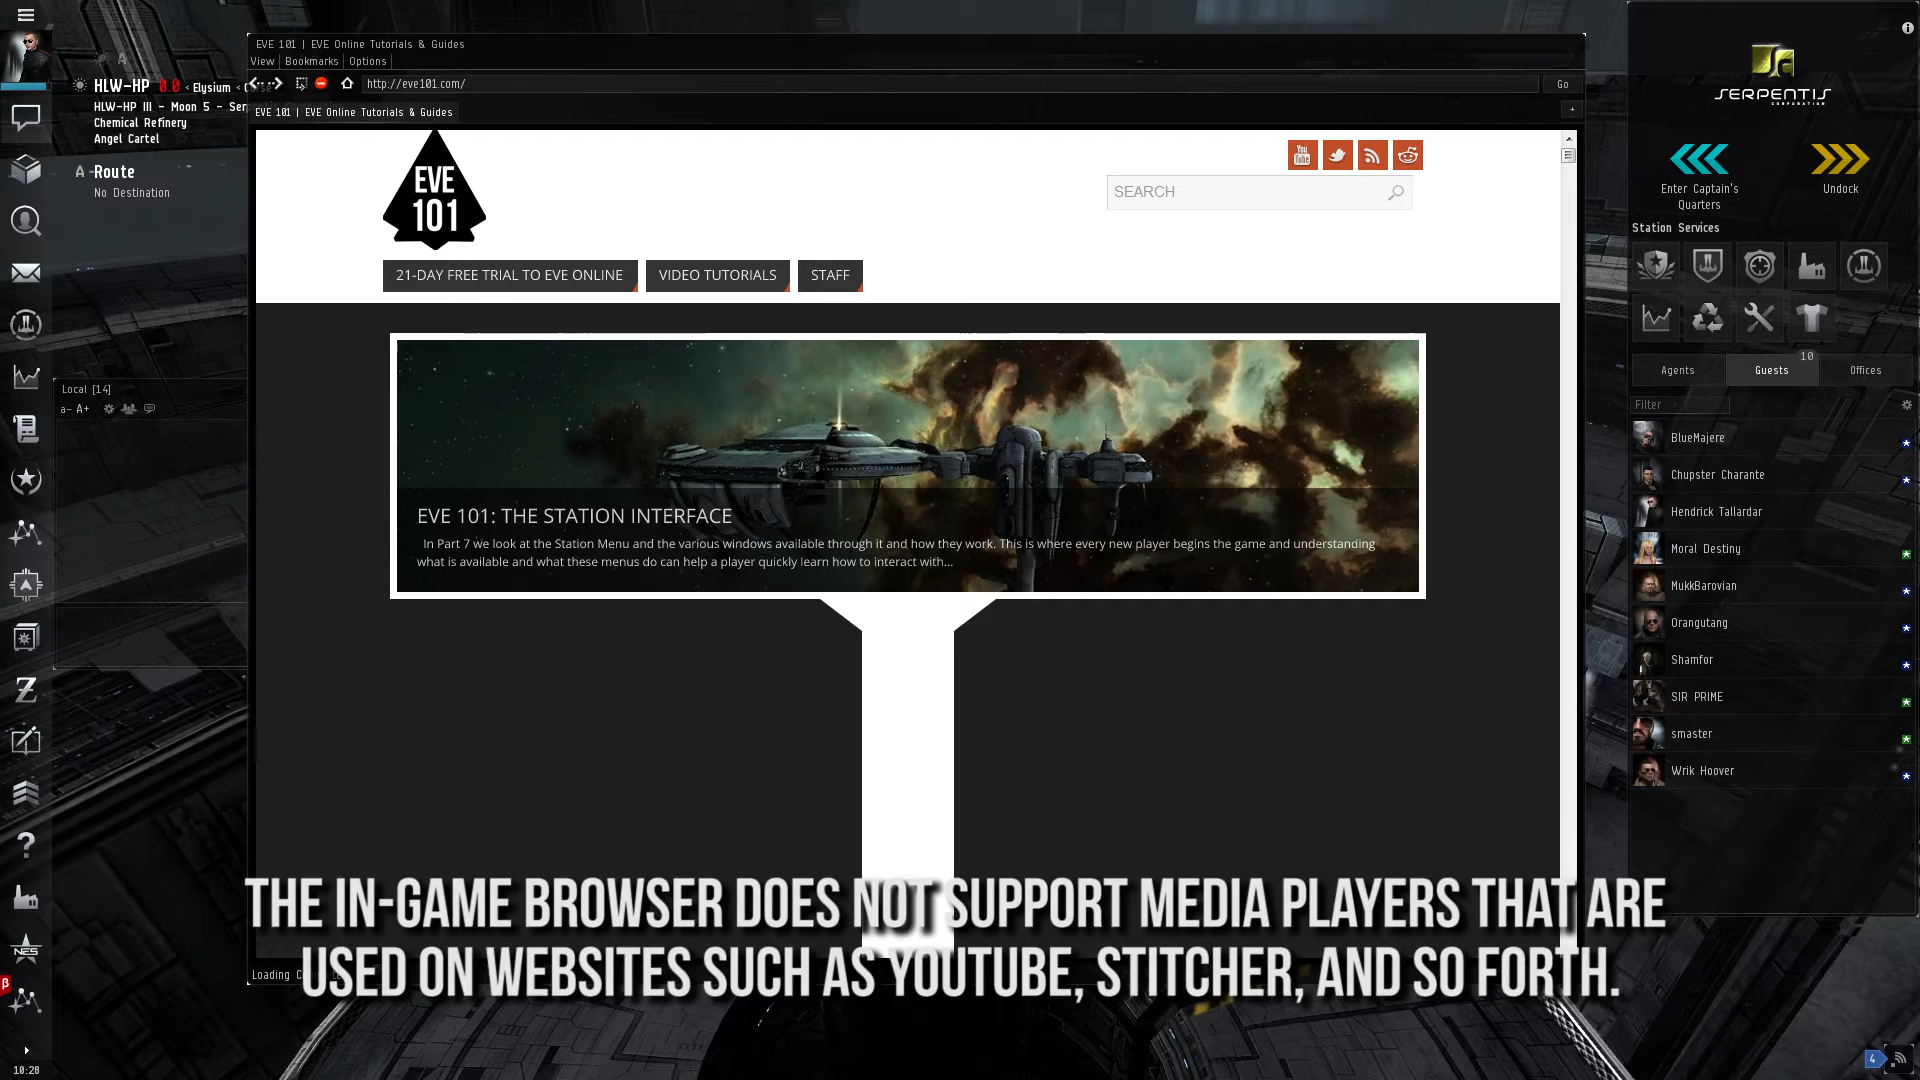 EVE 101 | EVE Online Tutorials & Guides
View | Bookmarks | Options
http://eve101.com/
Go
EVE 101 | EVE Online Tutorials & Guides
+
A
HLW-HP 0.0 < Elysium <
HLW-HP III - Moon 5 - Ser
Chemical Refinery
Angel Cartel
A Route
No Destination
Local [14]
a- A+
EVE
101
You
Tube
SEARCH
21-DAY FREE TRIAL TO EVE ONLINE
VIDEO TUTORIALS
STAFF
EVE 101: THE STATION INTERFACE
In Part 7 we look at the Station Menu and the various windows available through it and how they work. This is where every new player begins the game and understanding
what is available and what these menus do can help a player quickly learn how to interact with...
THE IN-GAME BROWSER DOES NOT SUPPORT MEDIA PLAYERS THAT ARE
USED ON WEBSITES SUCH AS YOUTUBE, STITCHER, AND SO FORTH.
Loading
SERPENTIS
CORPORATION
Enter Captain's
Quarters
Undock
Station Services
Agents
Guests
10
Offices
Filter
BlueMajere
Chupster Charante
Hendrick Tallardar
Moral Destiny
MukkBarovian
Orangutang
Shamfor
SIR PRIME
smaster
Wrik Hoover
NES
β
10:28
4